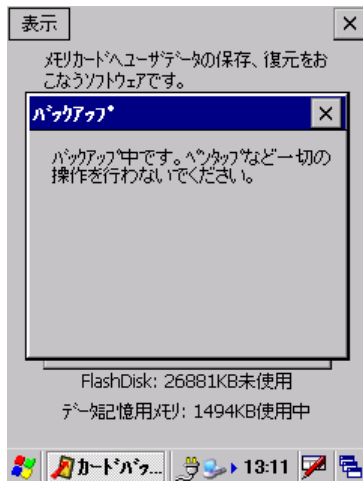 表示
ﾒﾓﾘｶｰﾄﾞへﾕｰｻﾞﾃﾞｰﾀの保存、復元をお
こなうｿﾌﾄｳｪｱです。
ﾊﾞｯｸｱｯﾌﾟ
ﾊﾞｯｸｱｯﾌﾟ中です。ﾍﾟﾝﾀｯﾌﾟなど一切の
操作を行わないでください。
FlashDisk: 26881KB未使用
ﾃﾞｰﾀ記憶用ﾒﾓﾘ: 1494KB使用中
ｶｰﾄﾞﾊﾞｯ... 13:11